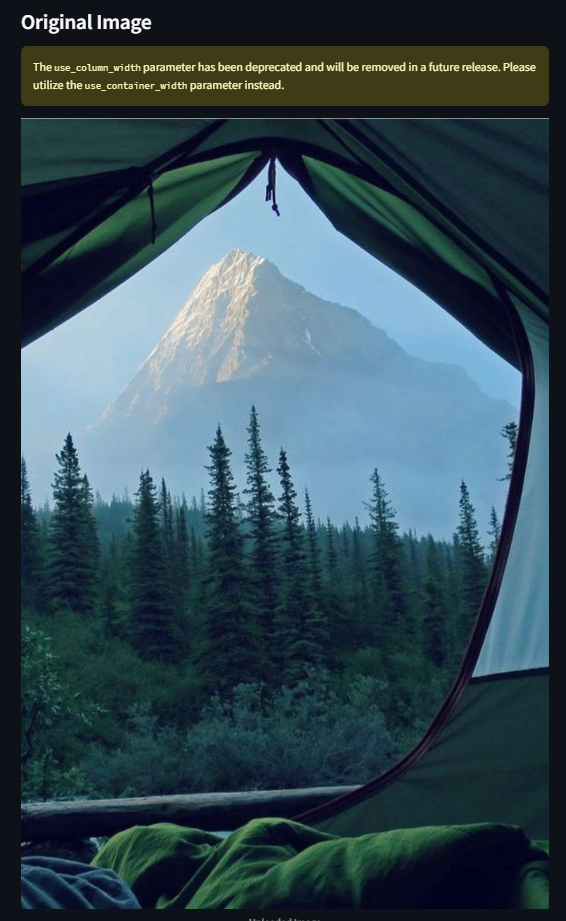 Original Image
The use_column_width parameter has been deprecated and will be removed in a future release. Please
utilize the use_container_width parameter instead.